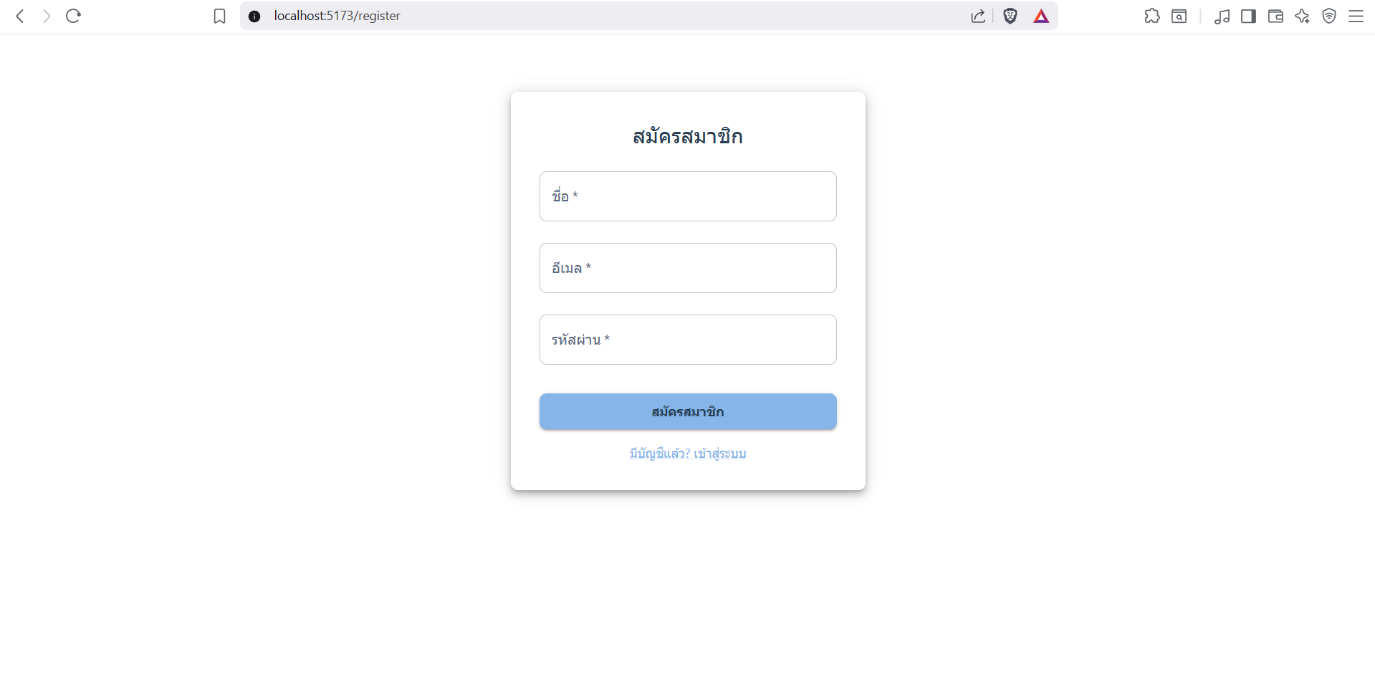 localhost:5173/register
สมัครสมาชิก
ชื่อ *
อีเมล *
รหัสผ่าน *
สมัครสมาชิก
มีบัญชีแล้ว? เข้าสู่ระบบ